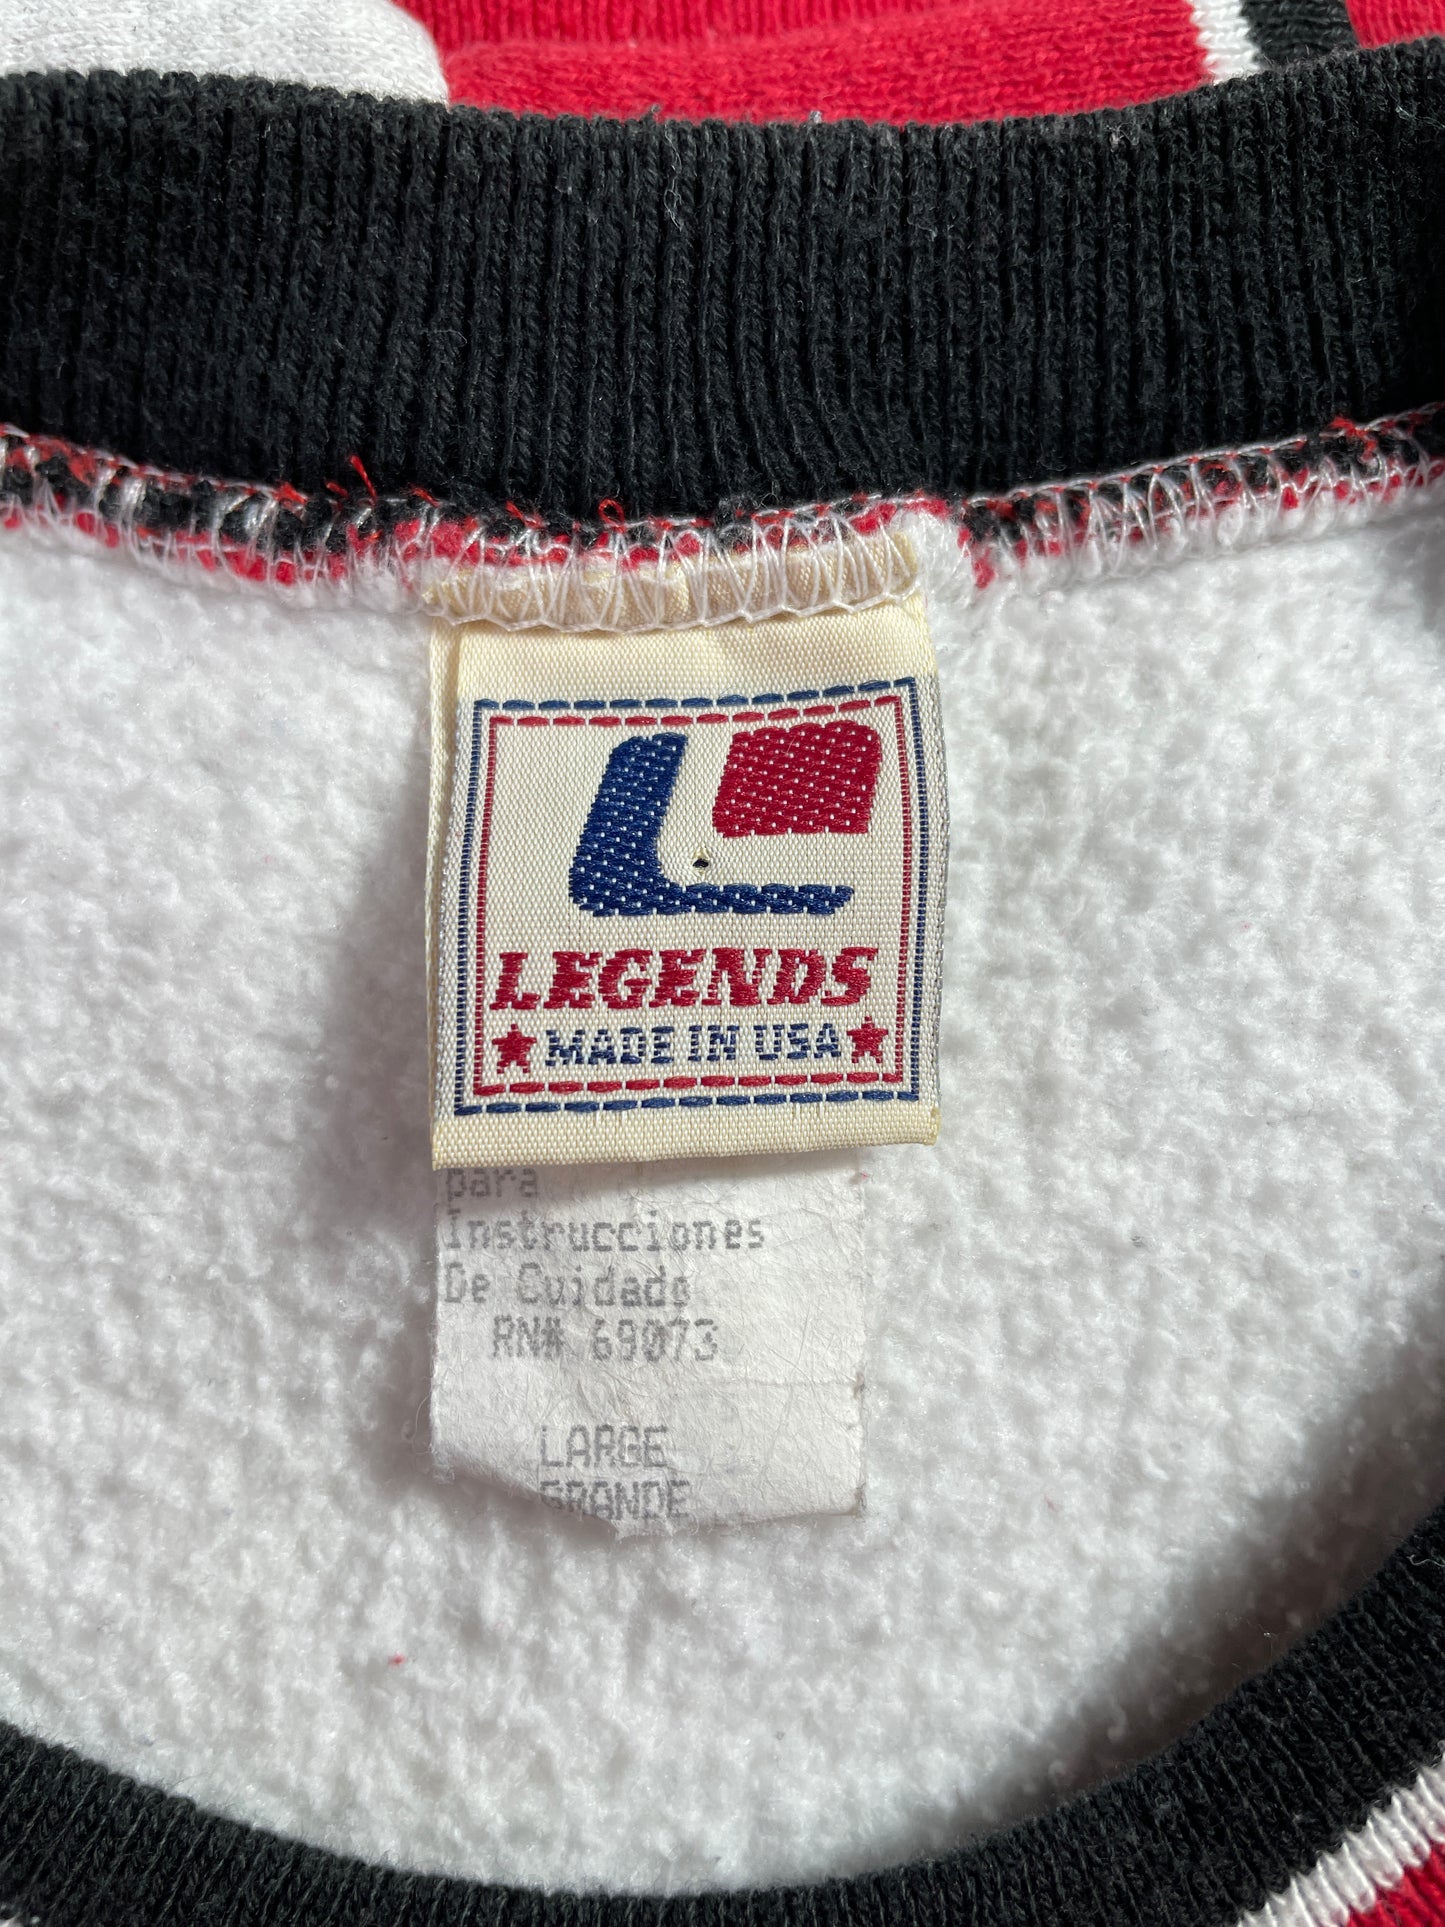 LEGENDS
MADE IN USA
para
Instrucciones
De Cuidado
RN# 69073
LARGE
GRANDE